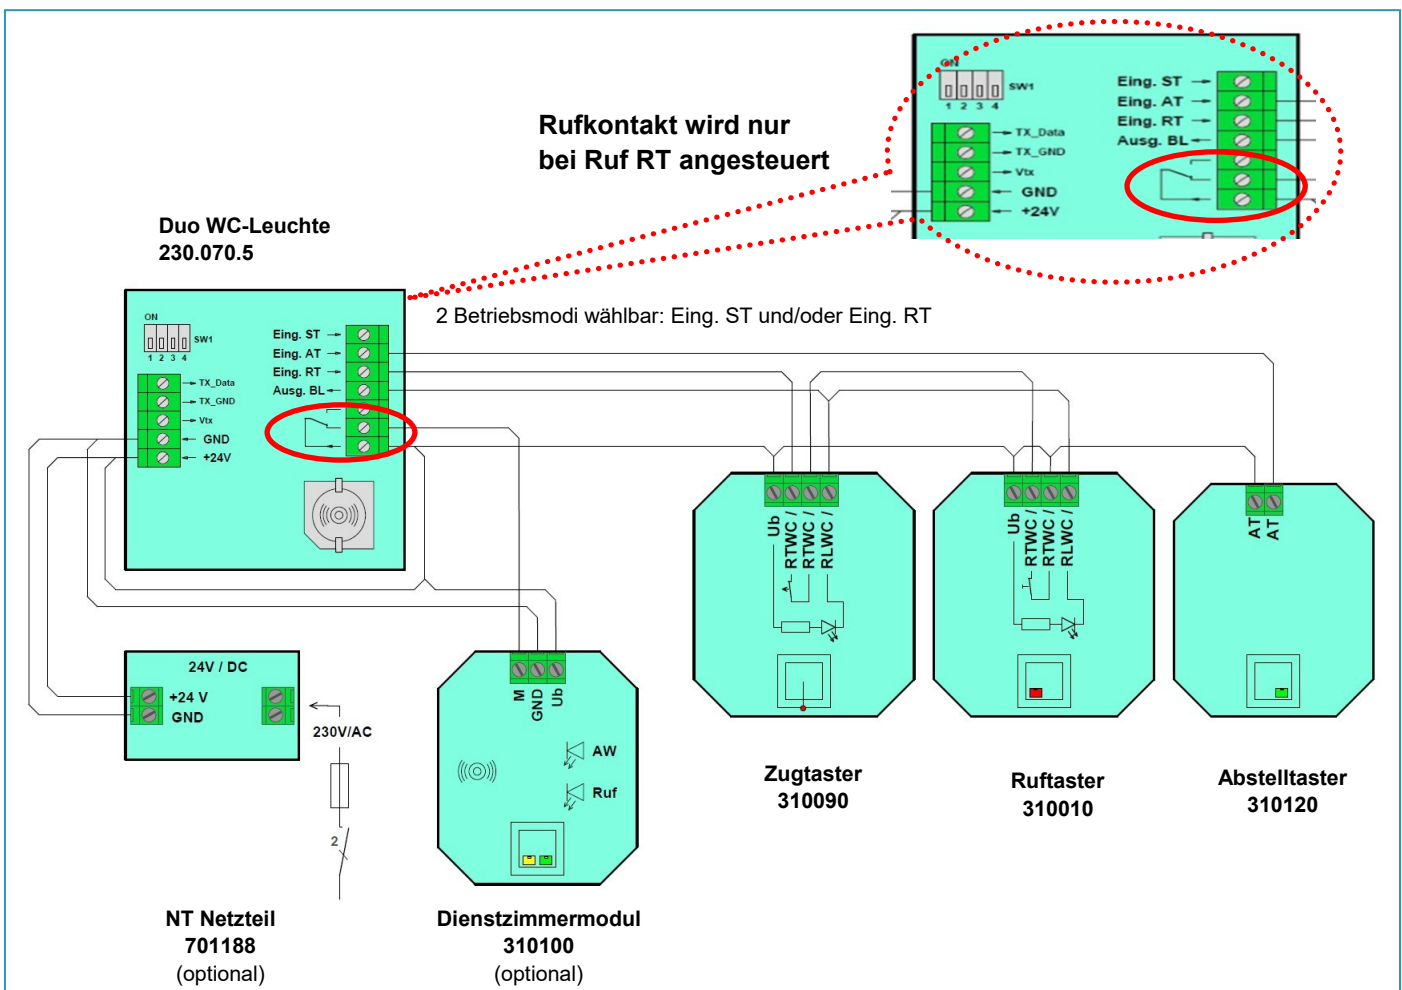 Rufkontakt wird nur
bei Ruf RT angesteuert
ON
SW1
1 2 3 4
TX_Data
TX_GND
Vtx
GND
+24V
Eing. ST
Eing. AT
Eing. RT
Ausg. BL
Duo WC-Leuchte
230.070.5
2 Betriebsmodi wählbar: Eing. ST und/oder Eing. RT
ON
SW1
1 2 3 4
TX_Data
TX_GND
Vtx
GND
+24V
Eing. ST
Eing. AT
Eing. RT
Ausg. BL
Ub
RTWC /
RTWC /
RLWC /
Ub
RTWC /
RTWC /
RLWC /
AT
AT
24V / DC
+24 V
GND
230V/AC
2
M
GND
Ub
AW
Ruf
Zugtaster
310090
Ruftaster
310010
Abstelltaster
310120
NT Netzteil
701188
(optional)
Dienstzimmermodul
310100
(optional)